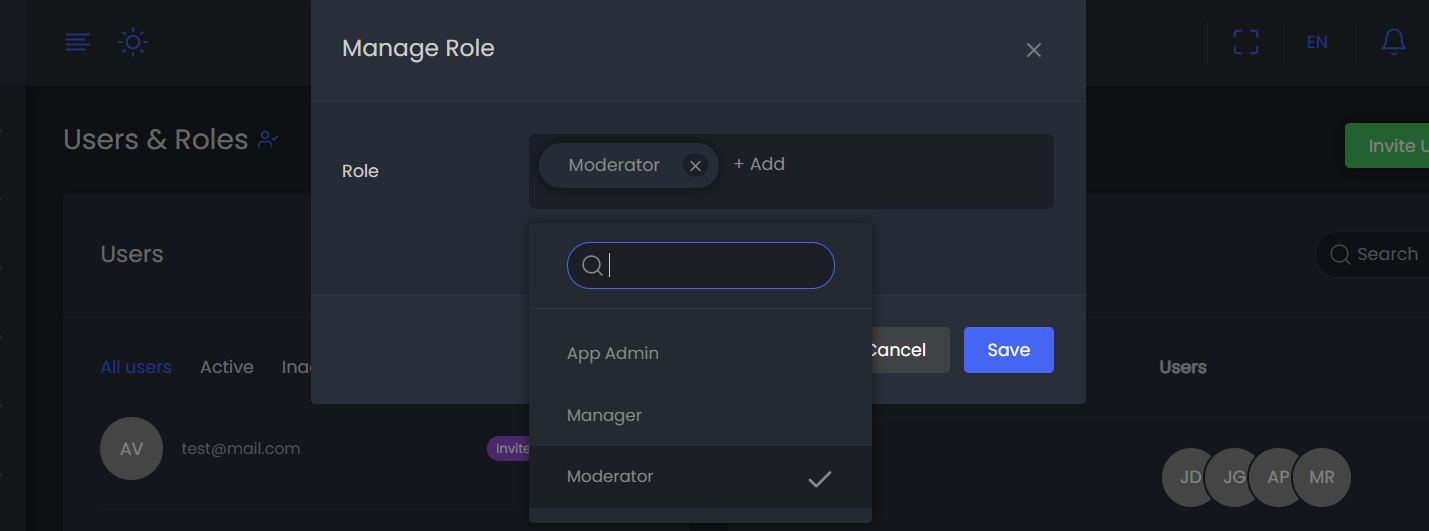 Manage Role
EN
Users & Roles
Invite U
Role
Moderator
+ Add
Users
Search
App Admin
Cancel
Save
All users
Active
Ina
Users
Manager
AV
test@mail.com
Invite
Moderator
JD
JG
AP
MR